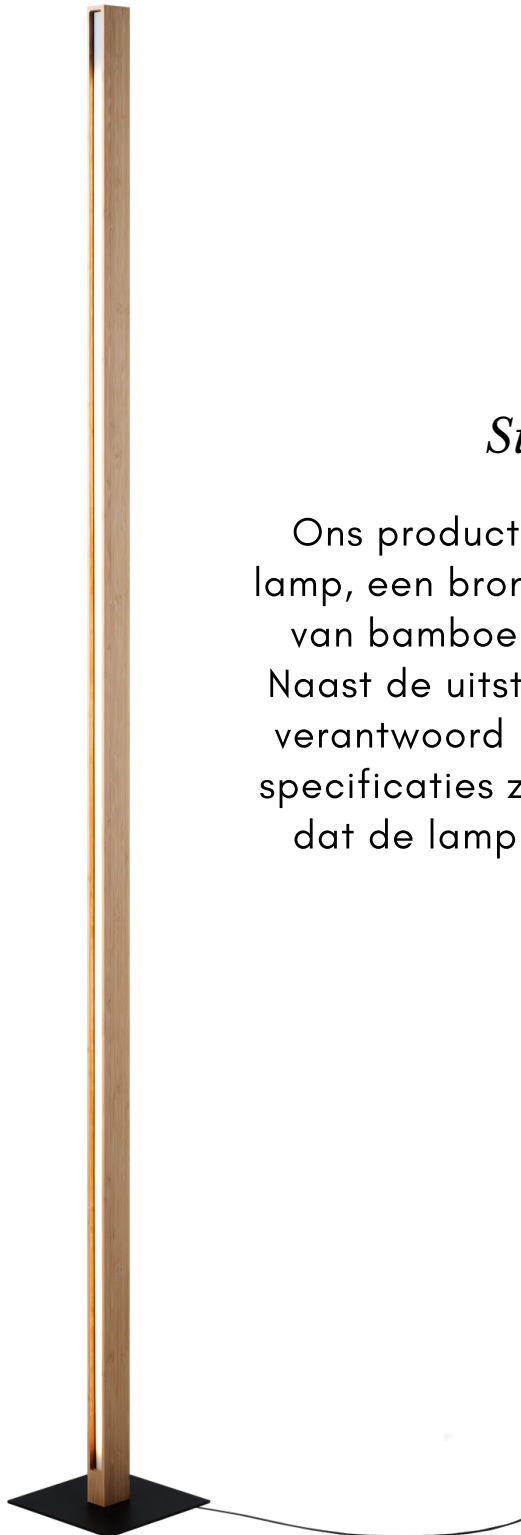 St
Ons product
lamp, een bron
van bamboe
Naast de uitst
verantwoord
specificaties z
dat de lamp